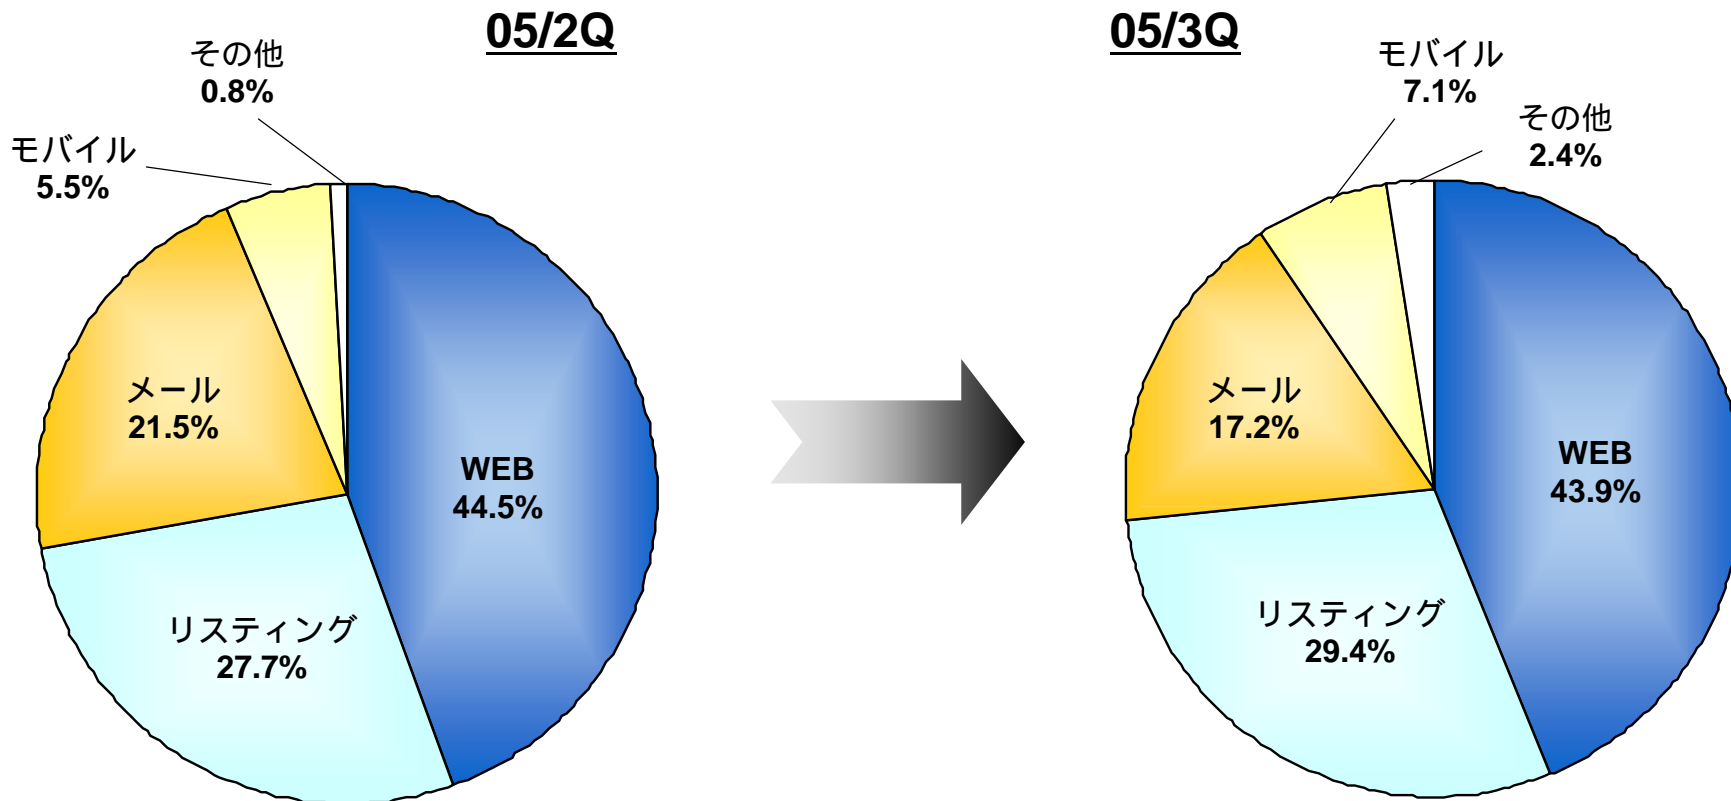 05/2Q
その他
0.8%
モバイル
5.5%
メール
21.5%
WEB
44.5%
リスティング
27.7%
05/3Q
モバイル
7.1%
その他
2.4%
メール
17.2%
WEB
43.9%
リスティング
29.4%